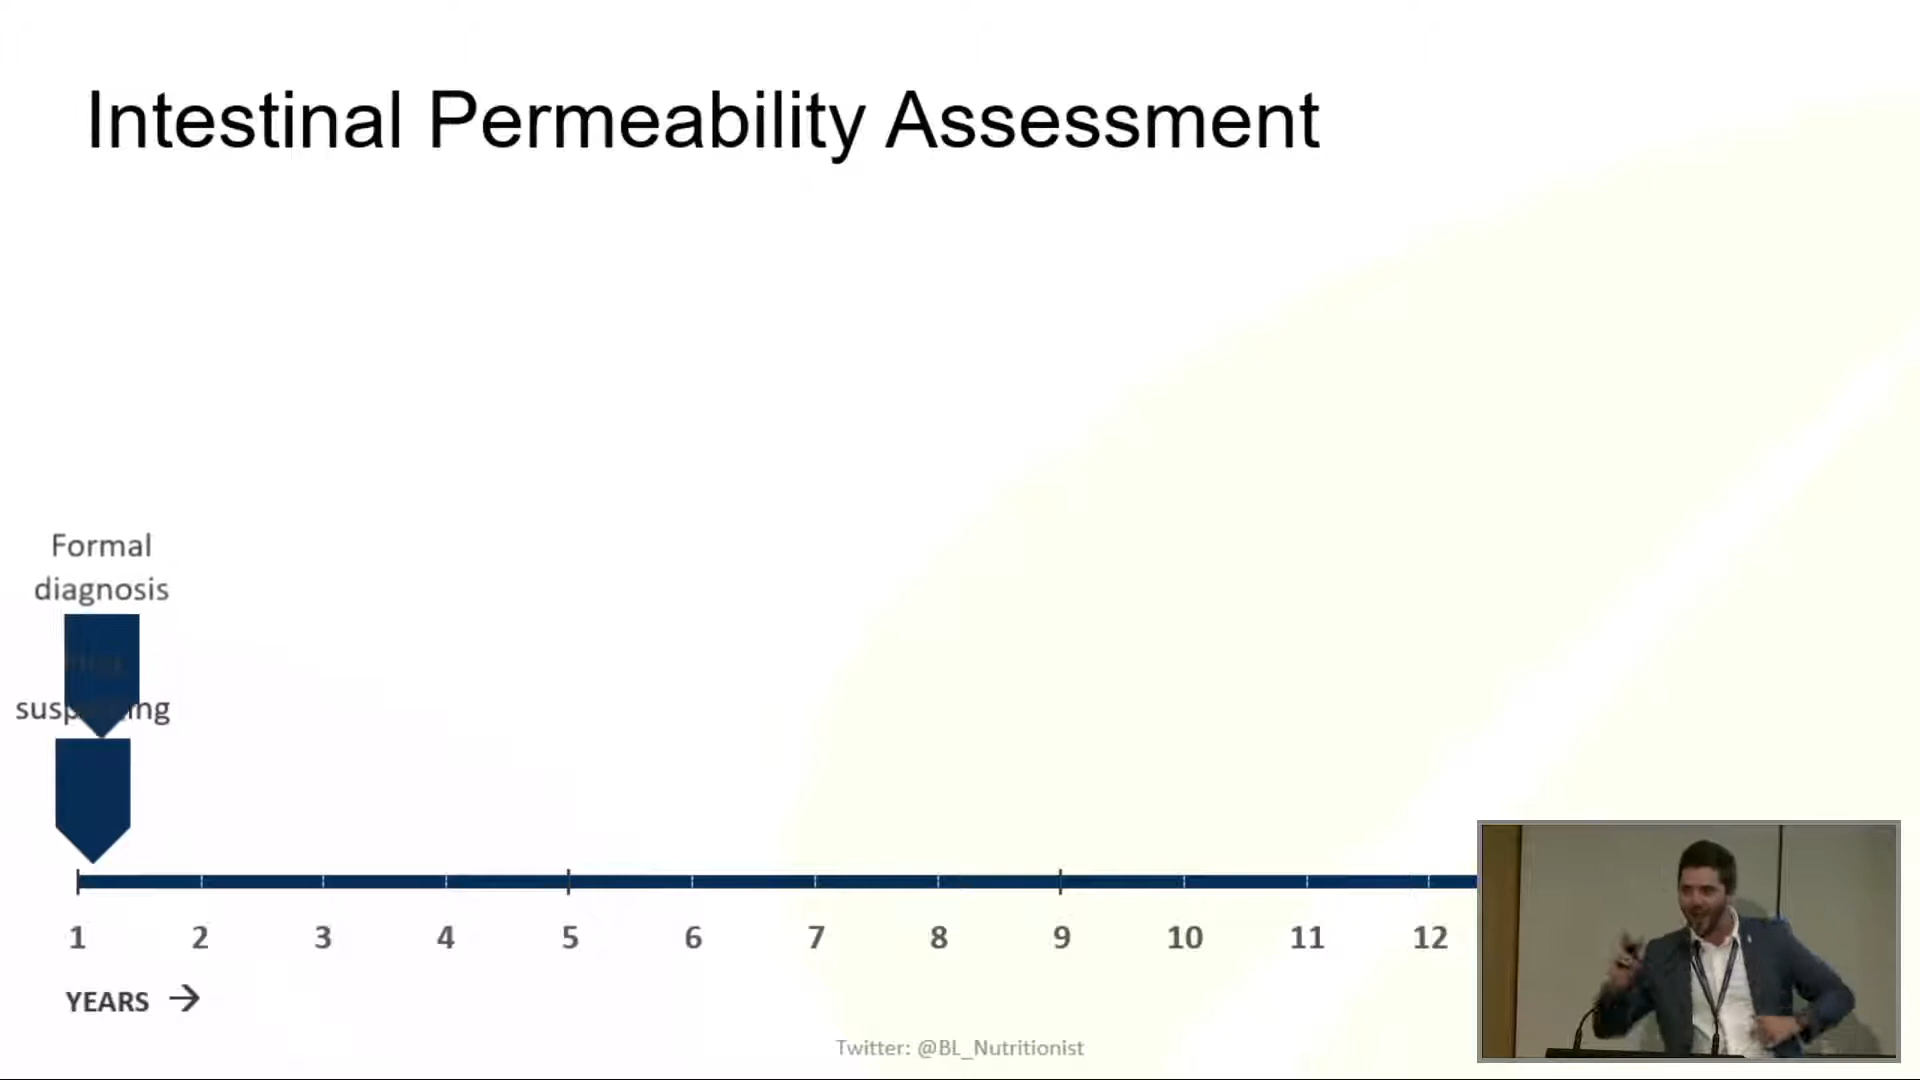 Intestinal Permeability Assessment
Formal
diagnosis
1 2 3 4 5 6 7 8 9 10 11 12
YEARS →
Twitter: @BL_Nutritionist